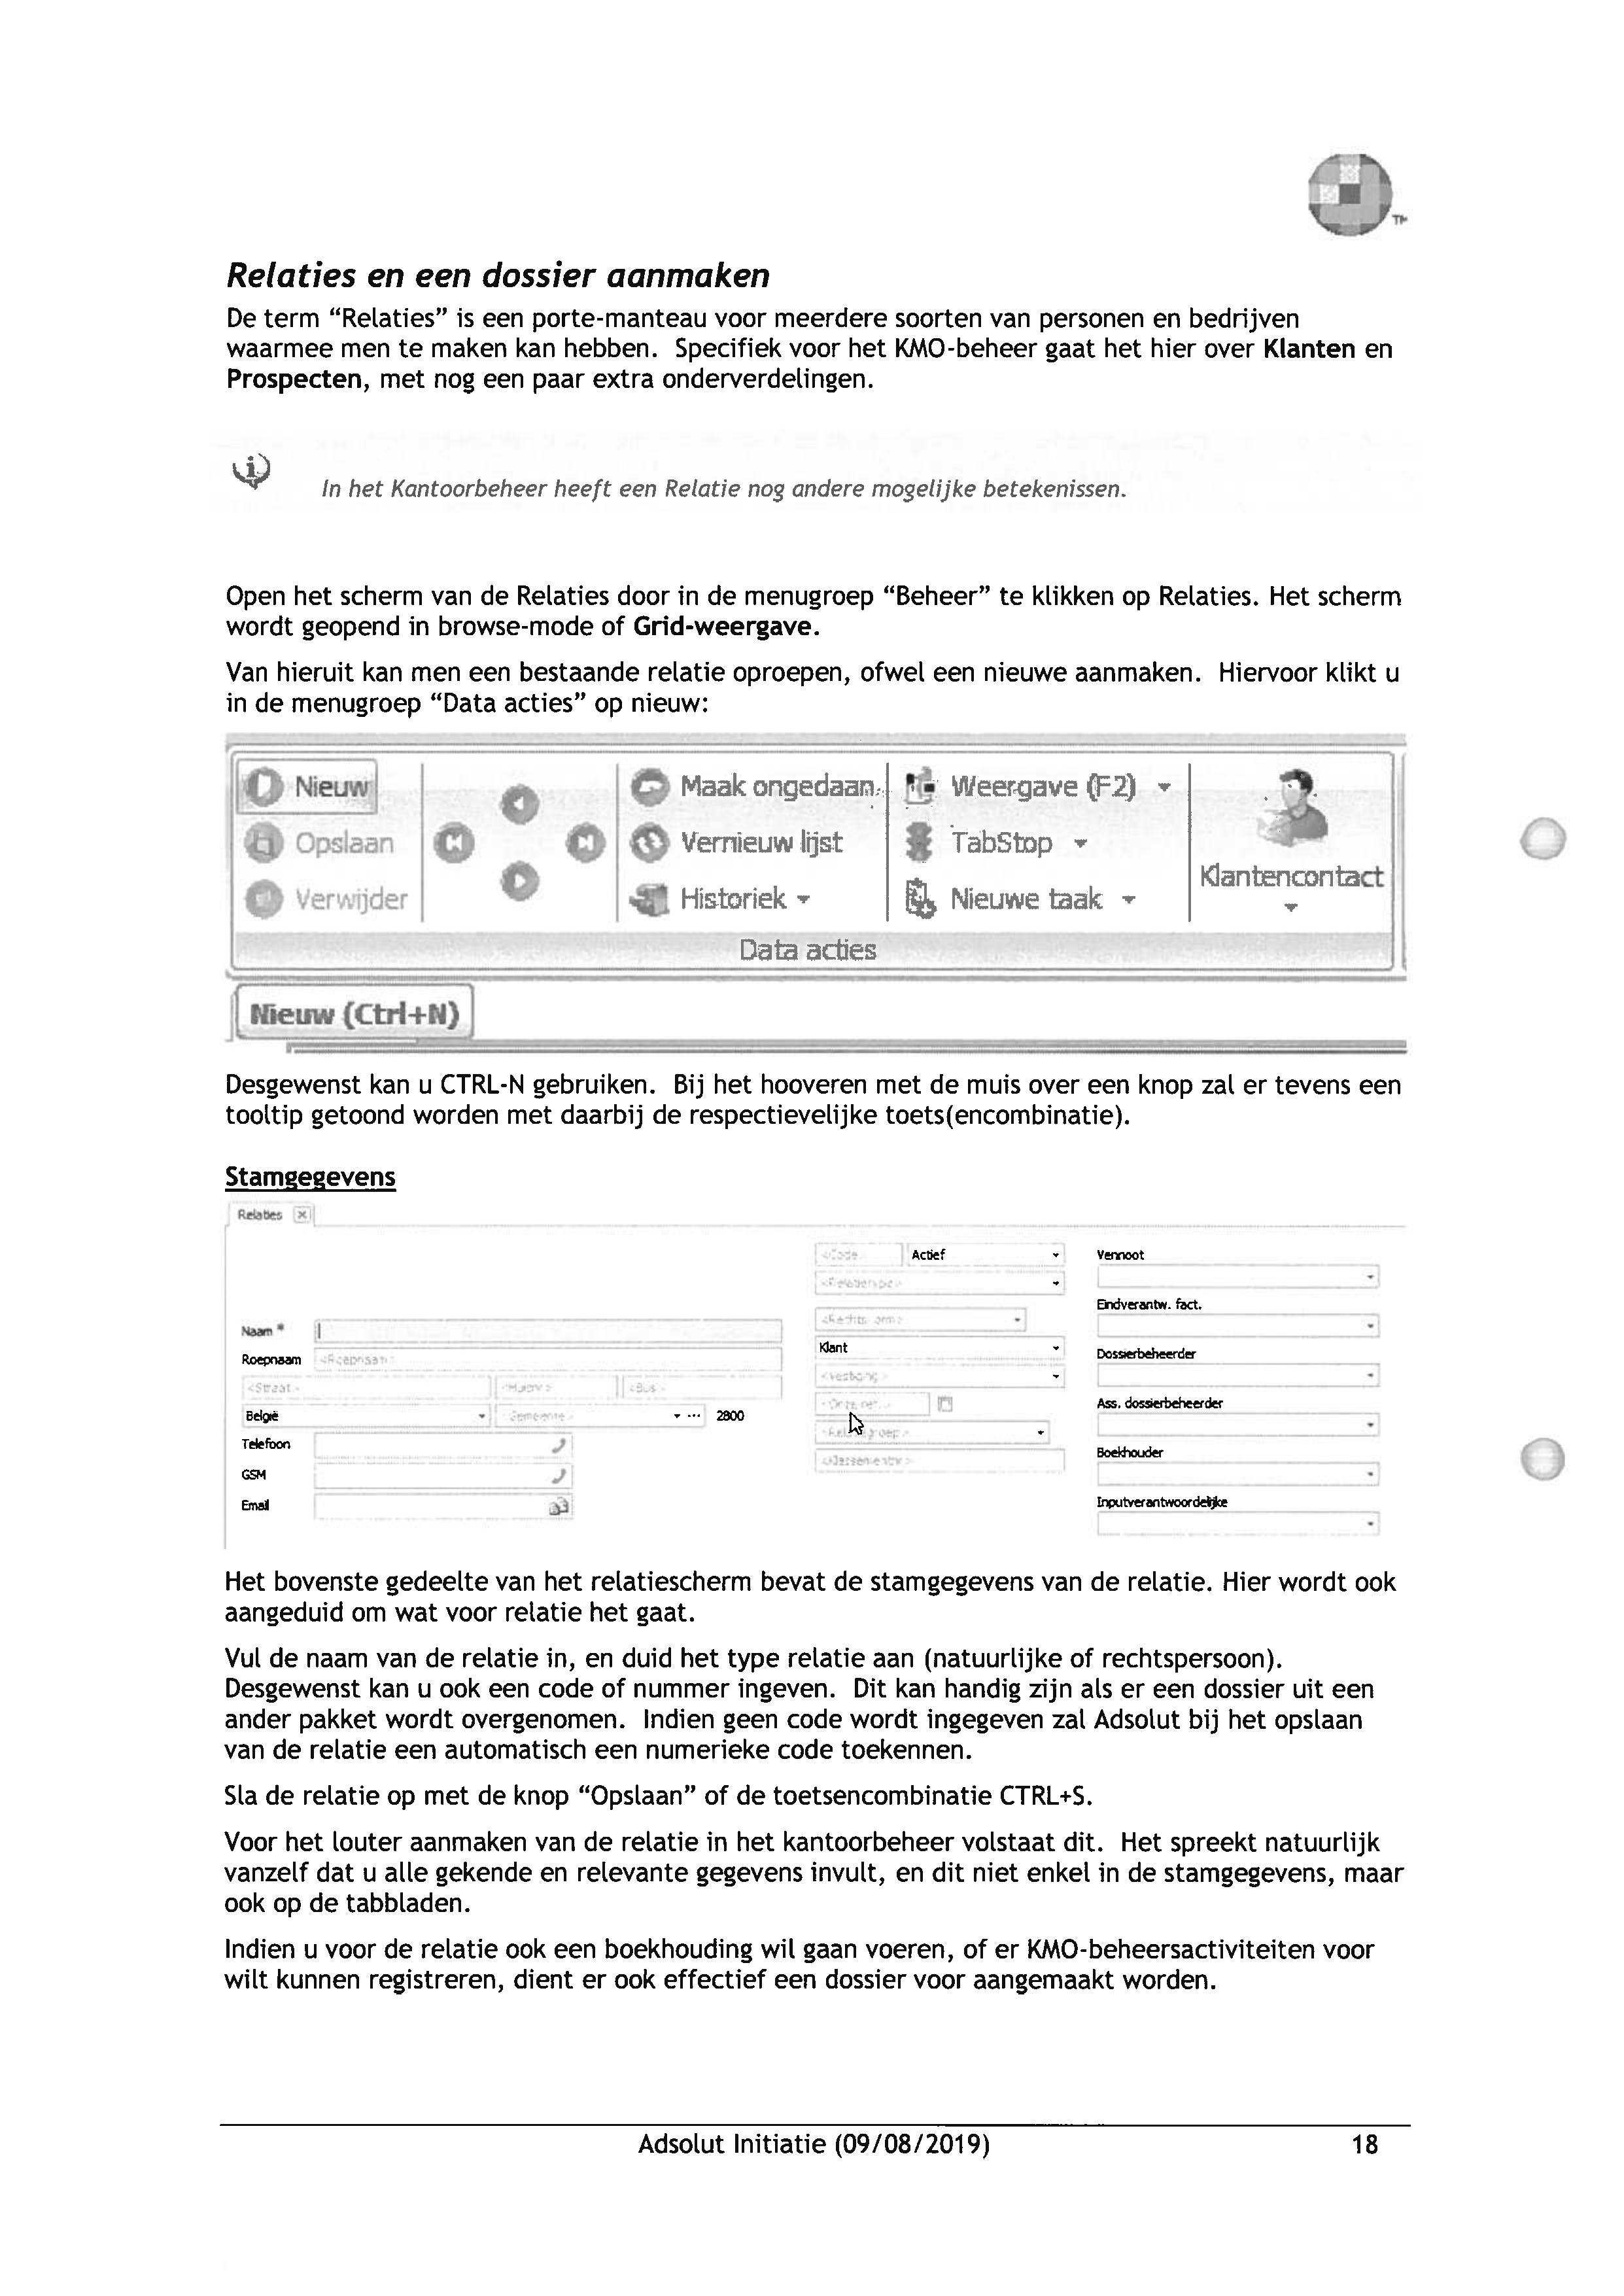 TM
Relaties en een dossier aanmaken
De term “Relaties” is een porte-manteau voor meerdere soorten van personen en bedrijven
waarmee men te maken kan hebben.  Specifiek voor het KMO-beheer gaat het hier over Klanten en
Prospecten, met nog een paar extra onderverdelingen.
In het Kantoorbeheer heeft een Relatie nog andere mogelijke betekenissen.
Open het scherm van de Relaties door in de menugroep “Beheer” te klikken op Relaties. Het scherm
wordt geopend in browse-mode of Grid-weergave.
Van hieruit kan men een bestaande relatie oproepen, ofwel een nieuwe aanmaken.  Hiervoor klikt u
in de menugroep “Data acties” op nieuw:
Nieuw Maak ongedaan Weergave (F2)
Opslaan Vernieuw lijst TabStop
Klantencontact
Verwijder Historiek Nieuwe taak
Data acties
Nieuw (Ctrl+N)
Desgewenst kan u CTRL-N gebruiken.  Bij het hooveren met de muis over een knop zal er tevens een
tooltip getoond worden met daarbij de respectievelijke toets(encombinatie).
Stamgegevens
Relaties
<Code> Actief Vennoot
<Relatietype>
Eindverantw. fact.
<Rechtsvorm>
Naam *
Klant
Dossierbeheerder
Roepnaam <Roepnaam>
<Vestiging>
<Straat> <Huisnr> <Bus>
<Onze ref.> Ass. dossierbeheerder
België <Gemeente> ... 2800
<Relatiegroep>
Telefoon
Boekhouder
<Klassementnr>
GSM
Email
Inputverantwoordelijke
Het bovenste gedeelte van het relatiescherm bevat de stamgegevens van de relatie. Hier wordt ook
aangeduid om wat voor relatie het gaat.
Vul de naam van de relatie in, en duid het type relatie aan (natuurlijke of rechtspersoon).
Desgewenst kan u ook een code of nummer ingeven.  Dit kan handig zijn als er een dossier uit een
ander pakket wordt overgenomen.  Indien geen code wordt ingegeven zal Adsolut bij het opslaan
van de relatie een automatisch een numerieke code toekennen.
Sla de relatie op met de knop “Opslaan” of de toetsencombinatie CTRL+S.
Voor het louter aanmaken van de relatie in het kantoorbeheer volstaat dit.  Het spreekt natuurlijk
vanzelf dat u alle gekende en relevante gegevens invult, en dit niet enkel in de stamgegevens, maar
ook op de tabbladen.
Indien u voor de relatie ook een boekhouding wil gaan voeren, of er KMO-beheersactiviteiten voor
wilt kunnen registreren, dient er ook effectief een dossier voor aangemaakt worden.
Adsolut Initiatie (09/08/2019) 18